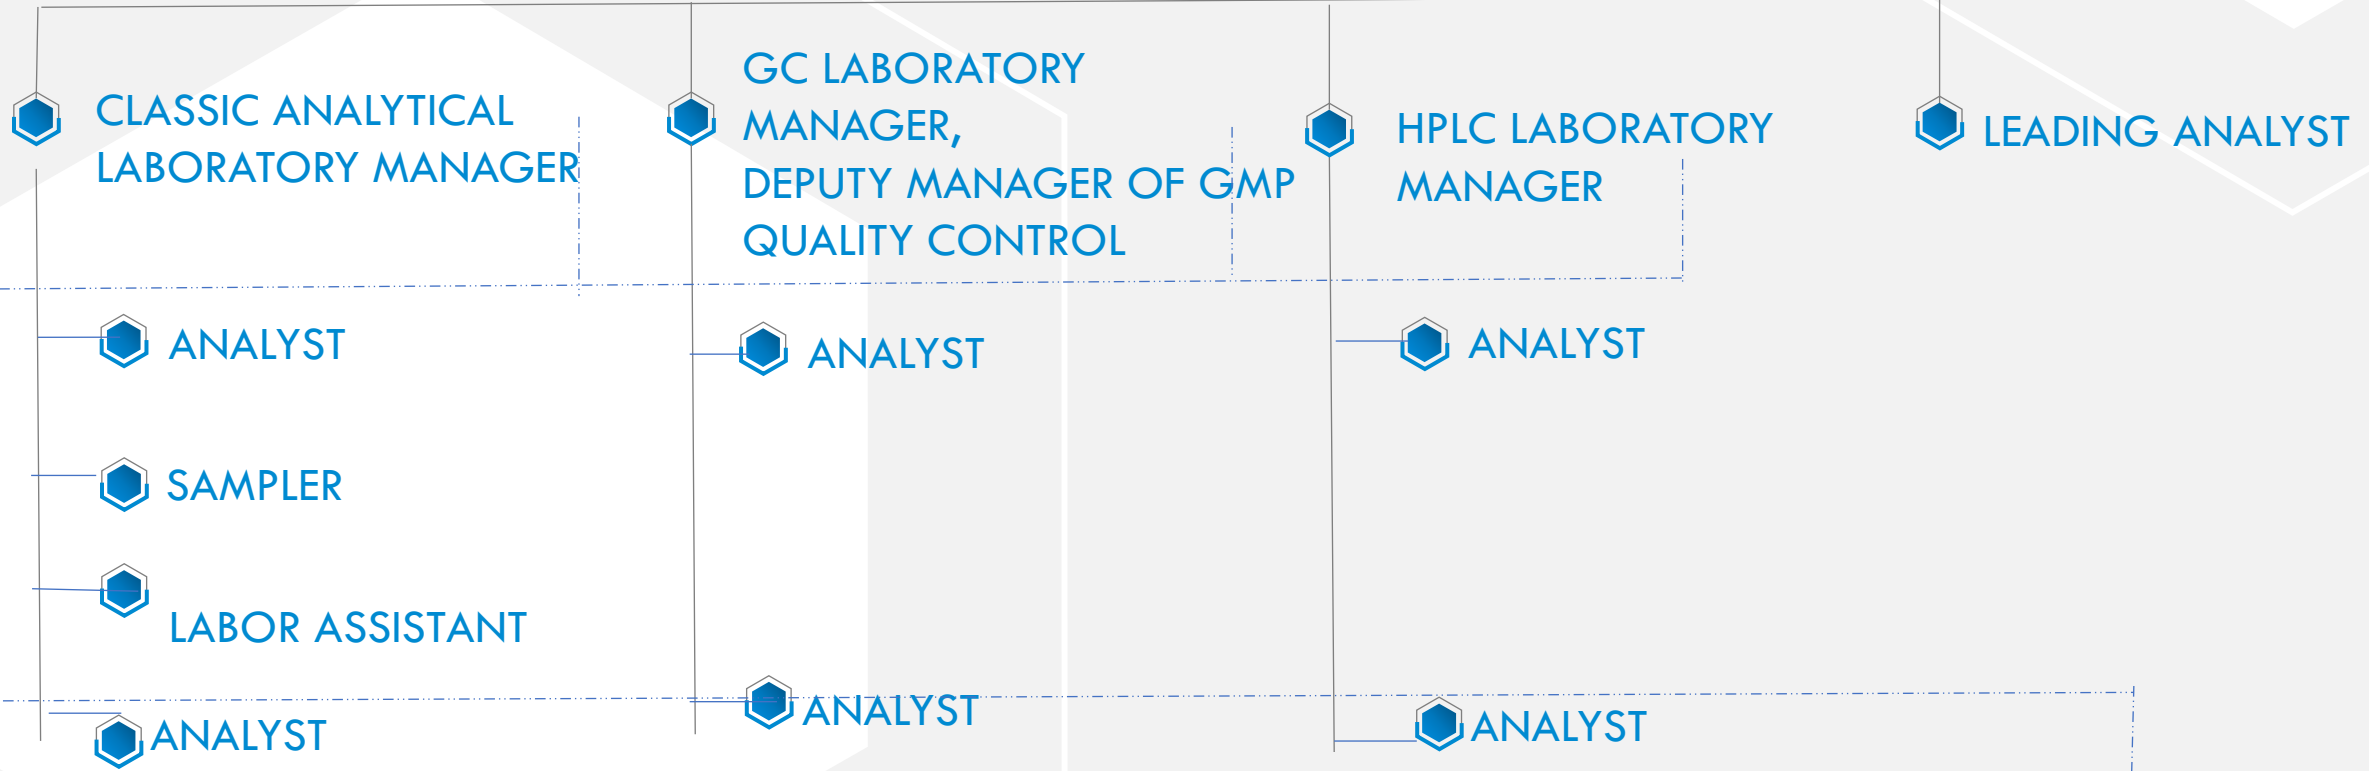 CLASSIC ANALYTICAL
LABORATORY MANAGER
GC LABORATORY
MANAGER,
DEPUTY MANAGER OF GMP
QUALITY CONTROL
HPLC LABORATORY
MANAGER
LEADING ANALYST
ANALYST
SAMPLER
LABOR ASSISTANT
ANALYST
ANALYST
ANALYST
ANALYST
ANALYST